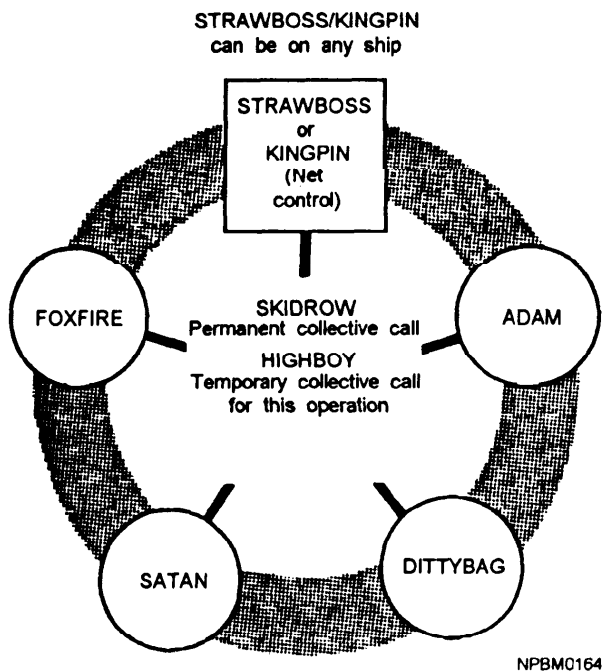 STRAWBOSS/KINGPIN
can be on any ship
STRAWBOSS
or
KINGPIN
(Net
control)
FOXFIRE
SKIDROW
Permanent collective call
ADAM
HIGHBOY
Temporary collective call
for this operation
SATAN
DITTYBAG
NPBM0164